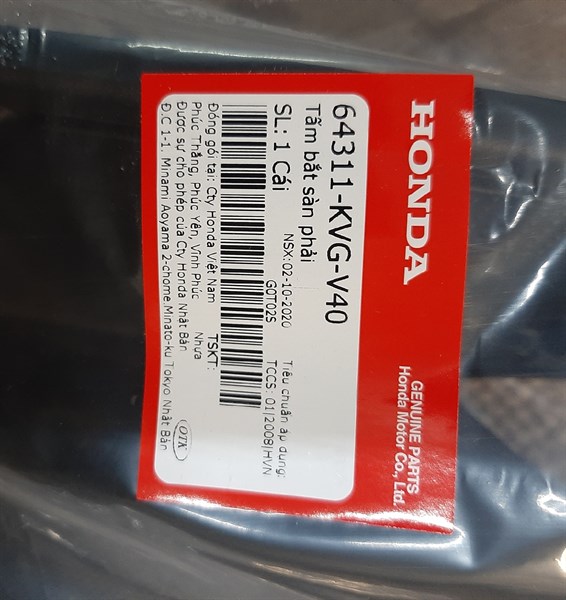 HONDA
GENUINE PARTS
Honda Motor Co., Ltd.
64311-KVG-V40
Tấm bắt sàn phải
SL: 1 Cái
NSX: 02-10-2020
Tiêu chuẩn áp dụng:
G0T02S
TCCS: 01|2008|HVN
Đóng gói tại: Cty Honda Việt Nam
TSKT:
Phúc Thắng, Phúc Yên, Vĩnh Phúc
Nhựa
Được sự cho phép của Cty Honda Nhật Bản
Đ.C 1-1. Minami Aoyama 2-chome.Minato-ku Tokyo Nhật Bản
DTK